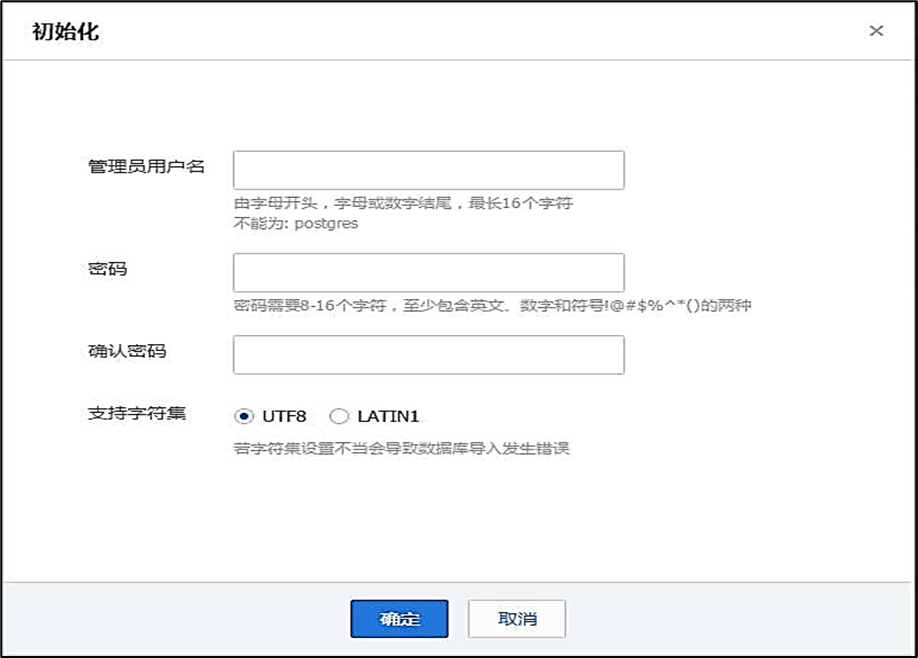 初始化
管理员用户名
由字母开头，字母或数字结尾，最长16个字符
不能为: postgres
密码
密码需要8-16个字符，至少包含英文、数字和符号!@#$%^*()的两种
确认密码
支持字符集
UTF8 LATIN1
若字符集设置不当会导致数据库导入发生错误
确定 取消